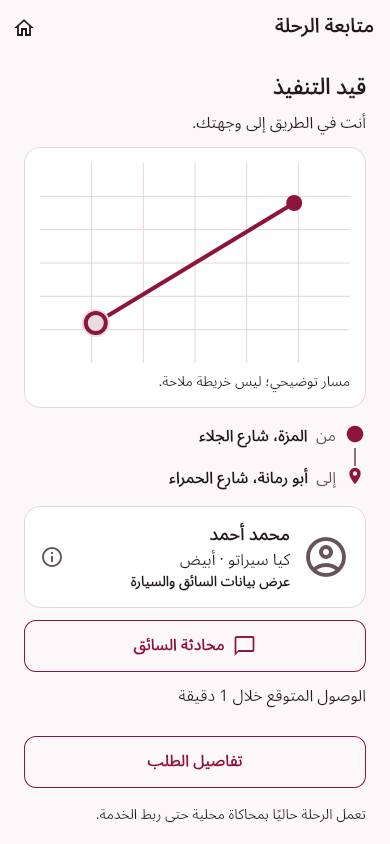 متابعة الرحلة
قيد التنفيذ
أنت في الطريق إلى وجهتك.
مسار توضيحي؛ ليس خريطة ملاحة.
من المزة، شارع الجلاء
إلى أبو رمانة، شارع الحمراء
محمد أحمد
كيا سيراتو · أبيض
عرض بيانات السائق والسيارة
محادثة السائق
الوصول المتوقع خلال 1 دقيقة
تفاصيل الطلب
تعمل الرحلة حاليًا بمحاكاة محلية حتى ربط الخدمة.